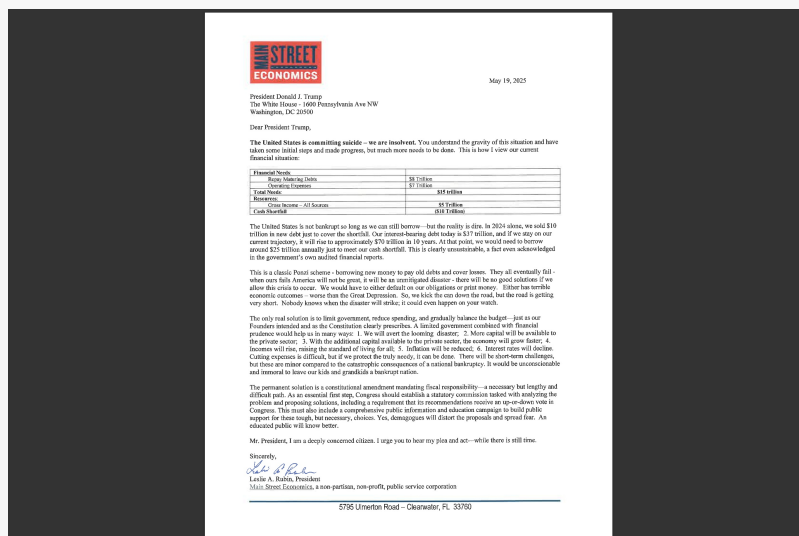 MAIN STREET
ECONOMICS
May 19, 2025
President Donald J. Trump
The White House - 1600 Pennsylvania Ave NW
Washington, DC 20500
Dear President Trump,
The United States is committing suicide – we are insolvent. You understand the gravity of this situation and have
taken some initial steps and made progress, but much more needs to be done. This is how I view our current
financial situation:
Financial Needs:
Repay Maturing Debts $8 Trillion
Operating Expenses $7 Trillion
Total Needs: $15 trillion
Resources:
Gross Income – All Sources $5 Trillion
Cash Shortfall ($10 Trillion)
The United States is not bankrupt so long as we can still borrow—but the reality is dire. In 2024 alone, we sold $10
trillion in new debt just to cover the shortfall. Our interest-bearing debt today is $37 trillion, and if we stay on our
current trajectory, it will rise to approximately $70 trillion in 10 years. At that point, we would need to borrow
around $25 trillion annually just to meet our cash shortfall. This is clearly unsustainable, a fact even acknowledged
in the government's own audited financial reports.
This is a classic Ponzi scheme - borrowing new money to pay old debts and cover losses. They all eventually fail -
when ours fails America will not be great, it will be an unmitigated disaster - there will be no good solutions if we
allow this crisis to occur. We would have to either default on our obligations or print money. Either has terrible
economic outcomes – worse than the Great Depression. So, we kick the can down the road, but the road is getting
very short. Nobody knows when the disaster will strike; it could even happen on your watch.
The only real solution is to limit government, reduce spending, and gradually balance the budget—just as our
Founders intended and as the Constitution clearly prescribes. A limited government combined with financial
prudence would help us in many ways: 1. We will avert the looming disaster; 2. More capital will be available to
the private sector; 3. With the additional capital available to the private sector, the economy will grow faster; 4.
Incomes will rise, raising the standard of living for all; 5. Inflation will be reduced; 6. Interest rates will decline.
Cutting expenses is difficult, but if we protect the truly needy, it can be done. There will be short-term challenges,
but these are minor compared to the catastrophic consequences of a national bankruptcy. It would be unconscionable
and immoral to leave our kids and grandkids a bankrupt nation.
The permanent solution is a constitutional amendment mandating fiscal responsibility—a necessary but lengthy and
difficult path. As an essential first step, Congress should establish a statutory commission tasked with analyzing the
problem and proposing solutions, including a requirement that its recommendations receive an up-or-down vote in
Congress. This must also include a comprehensive public information and education campaign to build public
support for these tough, but necessary, choices. Yes, demagogues will distort the proposals and spread fear. An
educated public will know better.
Mr. President, I am a deeply concerned citizen. I urge you to hear my plea and act—while there is still time.
Sincerely,
Leslie A. Rubin, President
Main Street Economics, a non-partisan, non-profit, public service corporation
5795 Ulmerton Road – Clearwater, FL 33760